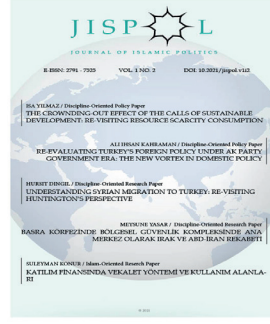 JISPOL
JOURNAL OF ISLAMIC POLITICS
E-ISSN: 2791 - 7525 VOL. 1 NO. 2 DOI: 10.2021/jispol.v1i2
ISA YILMAZ / Discipline-Oriented Policy Paper
THE CROWDING-OUT EFFECT OF THE CALLS OF SUSTAINABLE
DEVELOPMENT: RE-VISITING RESOURCE SCARCITY CONSUMPTION
ALI IHSAN KAHRAMAN / Discipline-Oriented Policy Paper
RE-EVALUATING TURKEY'S FOREIGN POLICY UNDER AK PARTY
GOVERNMENT ERA: THE NEW VORTEX IN DOMESTIC POLICY
HURSIT DINGIL / Discipline-Oriented Research Paper
UNDERSTANDING SYRIAN MIGRATION TO TURKEY: RE-VISITING
HUNTINGTON'S PERSPECTIVE
MEYSUNE YASAR / Discipline-Oriented Research Paper
BASRA KÖRFEZİNDE BÖLGESEL GÜVENLİK KOMPLEKSİNDE ANA
MERKEZ OLARAK IRAK VE ABD-İRAN REKABETİ
SULEYMAN KONUR / Islam-Oriented Reserch Paper
KATILIM FİNANSINDA VEKALET YÖNTEMİ VE KULLANIM ALANLA-
RI